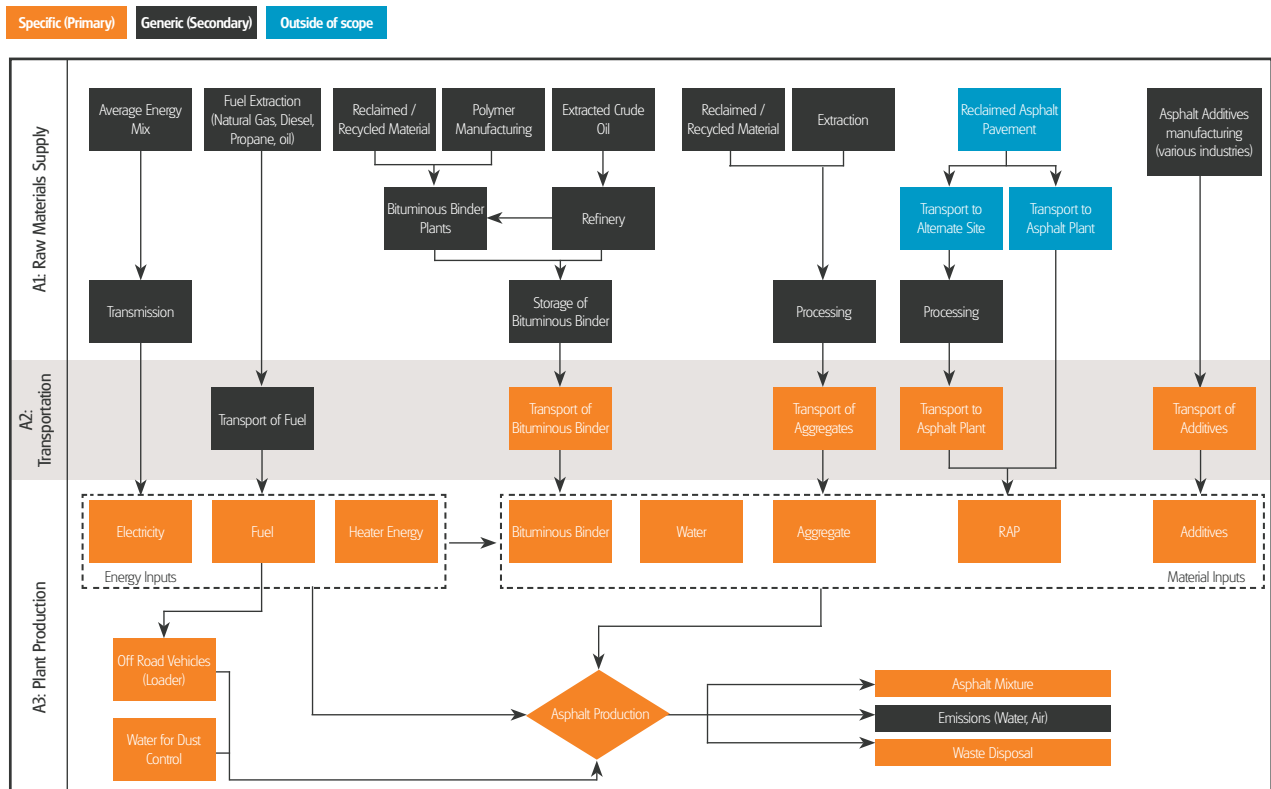 Specific (Primary)
Generic (Secondary)
Outside of scope
A1: Raw Materials Supply
Average Energy
Mix
Fuel Extraction
(Natural Gas, Diesel,
Propane, oil)
Reclaimed /
Recycled Material
Polymer
Manufacturing
Extracted Crude
Oil
Reclaimed /
Recycled Material
Extraction
Reclaimed Asphalt
Pavement
Asphalt Additives
manufacturing
(various industries)
Bituminous Binder
Plants
Refinery
Transport to
Alternate Site
Transport to
Asphalt Plant
Transmission
Storage of
Bituminous Binder
Processing
Processing
A2:
Transportation
Transport of Fuel
Transport of
Bituminous Binder
Transport of
Aggregates
Transport to
Asphalt Plant
Transport of
Additives
A3: Plant Production
Electricity
Fuel
Heater Energy
Energy Inputs
Bituminous Binder
Water
Aggregate
RAP
Additives
Material Inputs
Off Road Vehicles
(Loader)
Water for Dust
Control
Asphalt Production
Asphalt Mixture
Emissions (Water, Air)
Waste Disposal